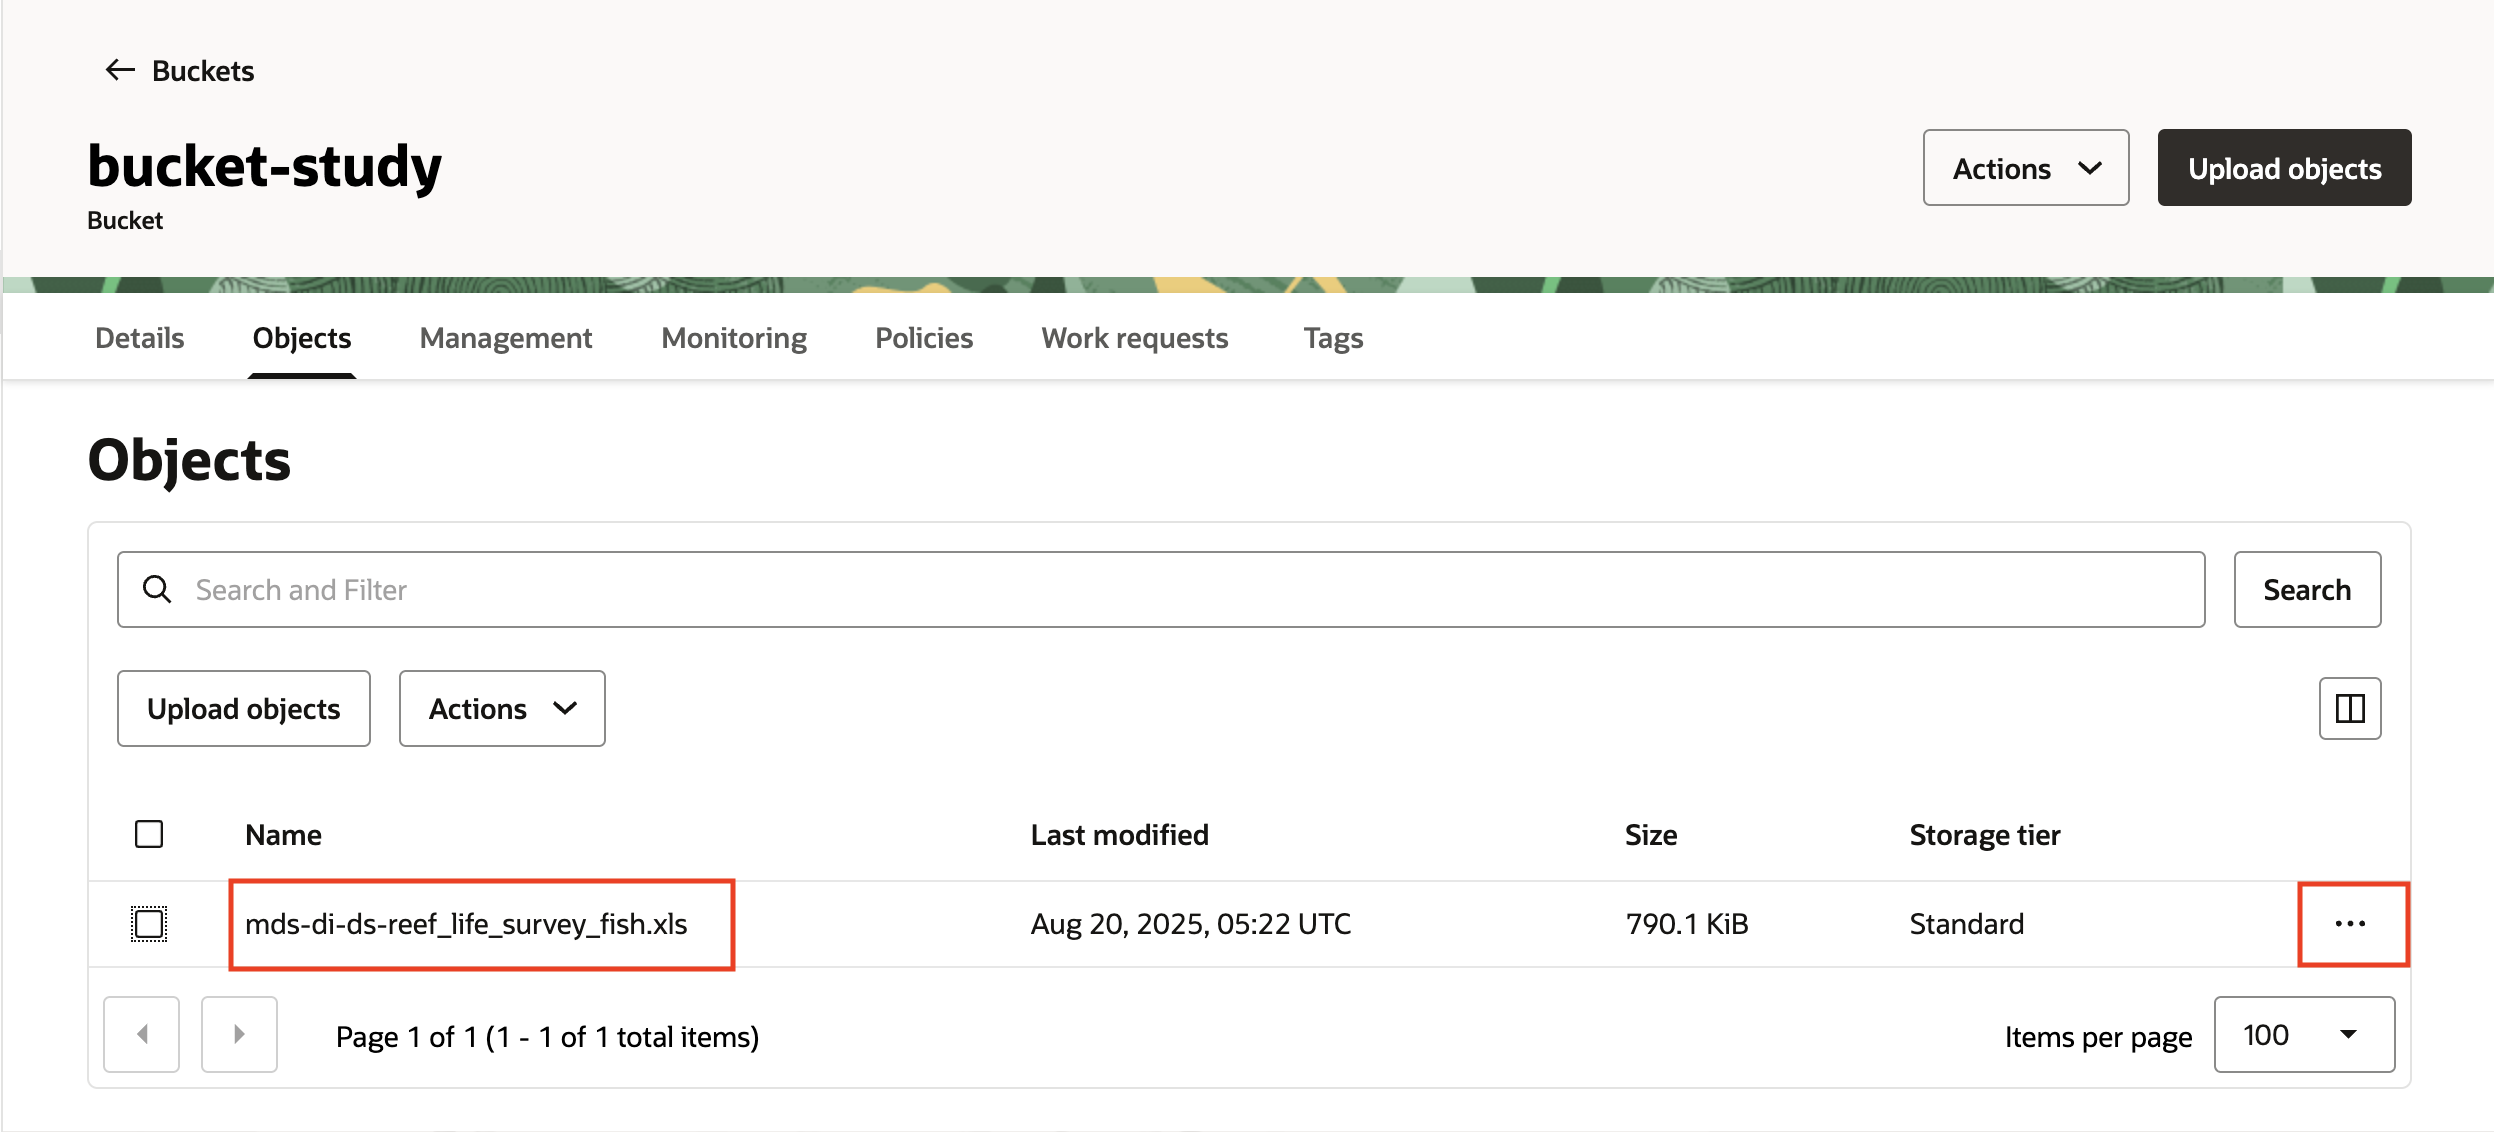 Buckets
bucket-study
Bucket
Actions
Upload objects
Details Objects Management Monitoring Policies Work requests Tags
Objects
Search and Filter
Search
Upload objects Actions
Name Last modified Size Storage tier
mds-di-ds-reef_life_survey_fish.xls Aug 20, 2025, 05:22 UTC 790.1 KiB Standard ...
Page 1 of 1 (1 - 1 of 1 total items) Items per page 100